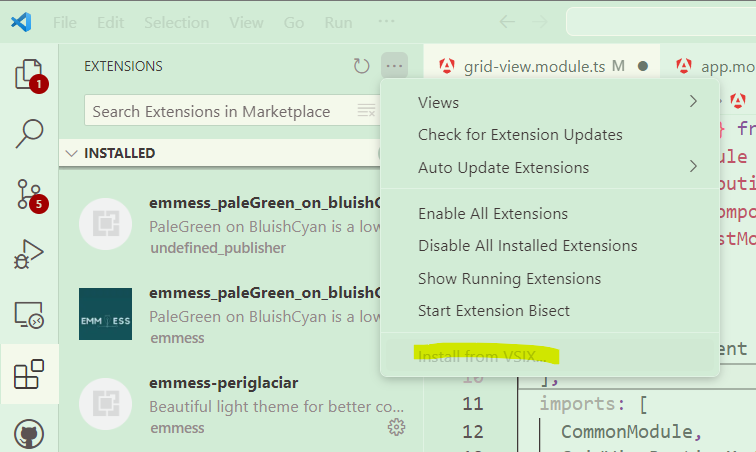 File Edit Selection View Go Run ···
EXTENSIONS
grid-view.module.ts M
app.mo
Search Extensions in Marketplace
INSTALLED
emmess_paleGreen_on_bluishC
PaleGreen on BluishCyan is a low
undefined_publisher
EMM ESS
emmess_paleGreen_on_bluishC
PaleGreen on BluishCyan is a low
emmess
emmess-periglaciar
Beautiful light theme for better co...
emmess
1
5
Views
Check for Extension Updates
Auto Update Extensions
Enable All Extensions
Disable All Installed Extensions
Show Running Extensions
Start Extension Bisect
Install from VSIX...
} fr
ule
outi
ompo
stMo
ent
10 ],
11 imports: [
12 CommonModule,